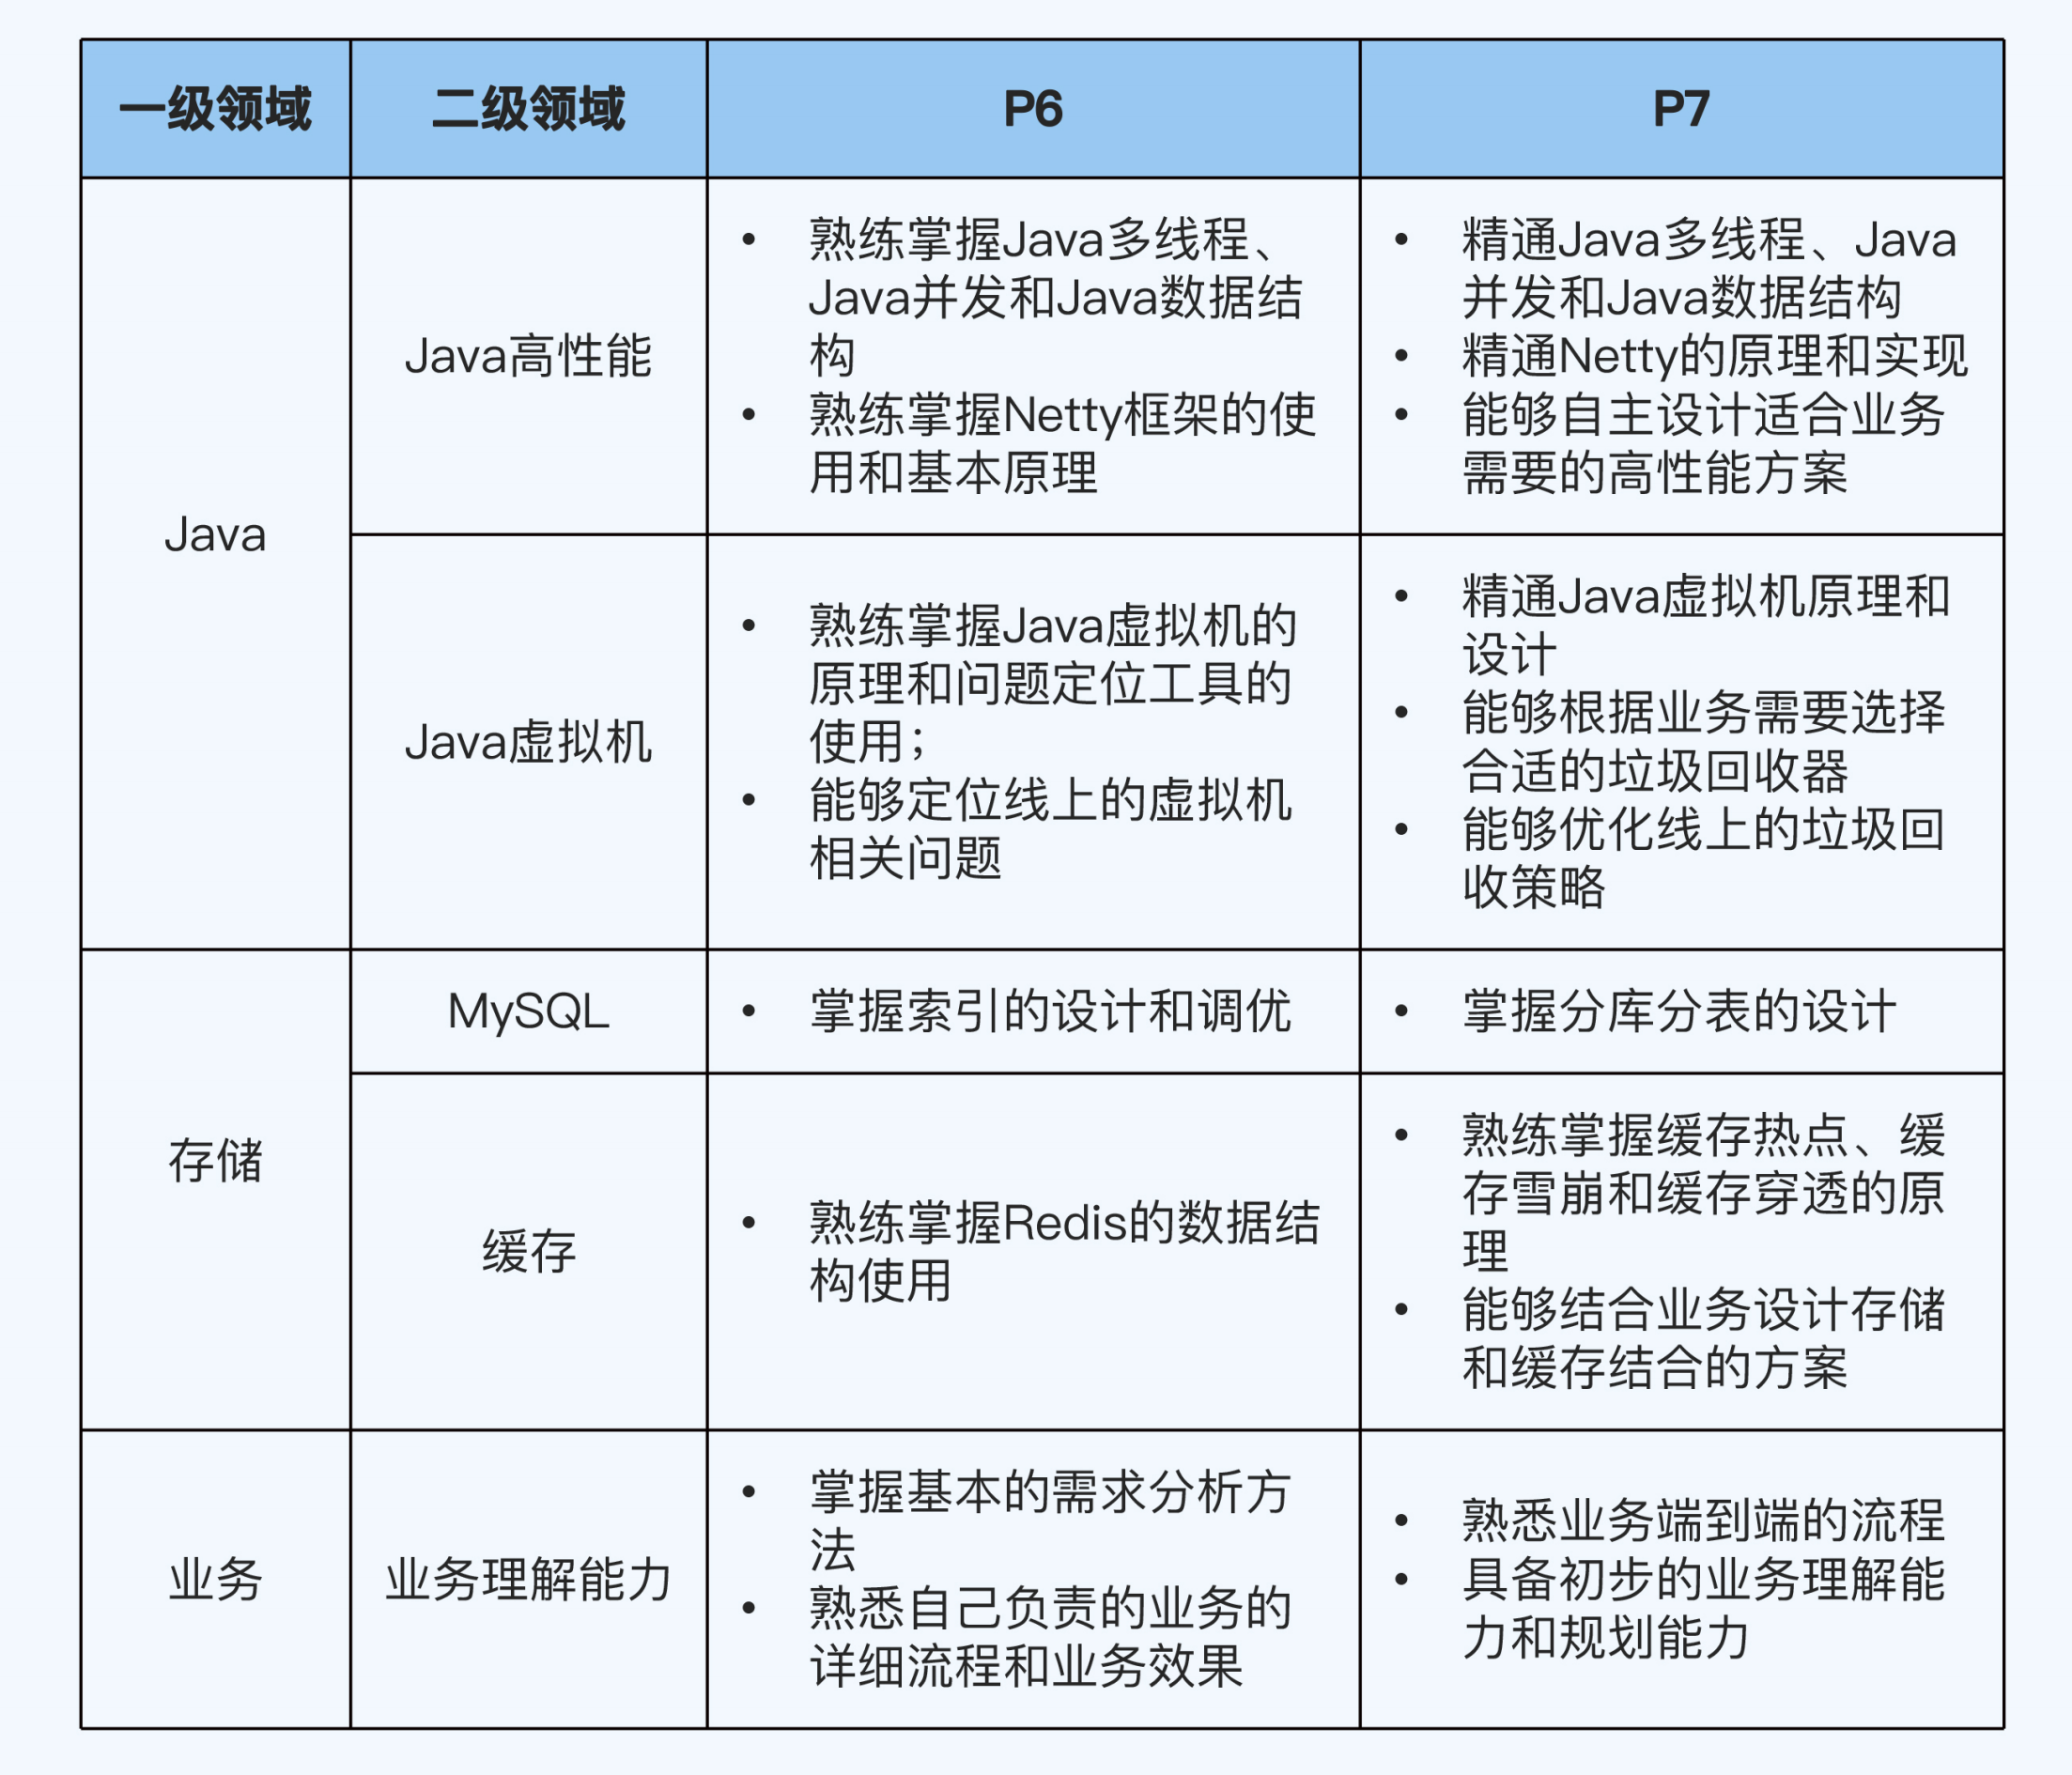 一级领域
二级领域
P6
P7
Java
Java高性能
• 熟练掌握Java多线程、
Java并发和Java数据结
构
• 熟练掌握Netty框架的使
用和基本原理
• 精通Java多线程、Java
并发和Java数据结构
• 精通Netty的原理和实现
• 能够自主设计适合业务
需要的高性能方案
Java虚拟机
• 熟练掌握Java虚拟机的
原理和问题定位工具的
使用；
• 能够定位线上的虚拟机
相关问题
• 精通Java虚拟机原理和
设计
• 能够根据业务需要选择
合适的垃圾回收器
• 能够优化线上的垃圾回
收策略
存储
MySQL
• 掌握索引的设计和调优
• 掌握分库分表的设计
缓存
• 熟练掌握Redis的数据结
构使用
• 熟练掌握缓存热点、缓
存雪崩和缓存穿透的原
理
• 能够结合业务设计存储
和缓存结合的方案
业务
业务理解能力
• 掌握基本的需求分析方
法
• 熟悉自己负责的业务的
详细流程和业务效果
• 熟悉业务端到端的流程
• 具备初步的业务理解能
力和规划能力